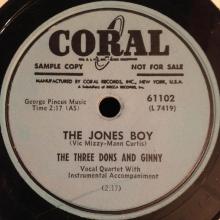 CORAL
SAMPLE COPY
NOT FOR SALE
MANUFACTURED BY CORAL RECORDS, INC., NEW YORK, U.S.A.
George Pincus Music
Time 2:17 (AS)
61102
(L 7419)
THE JONES BOY
(Vic Mizzy-Mann Curtis)
THE THREE DONS AND GINNY
Vocal Quartet With
Instrumental Accompaniment
(2:17)